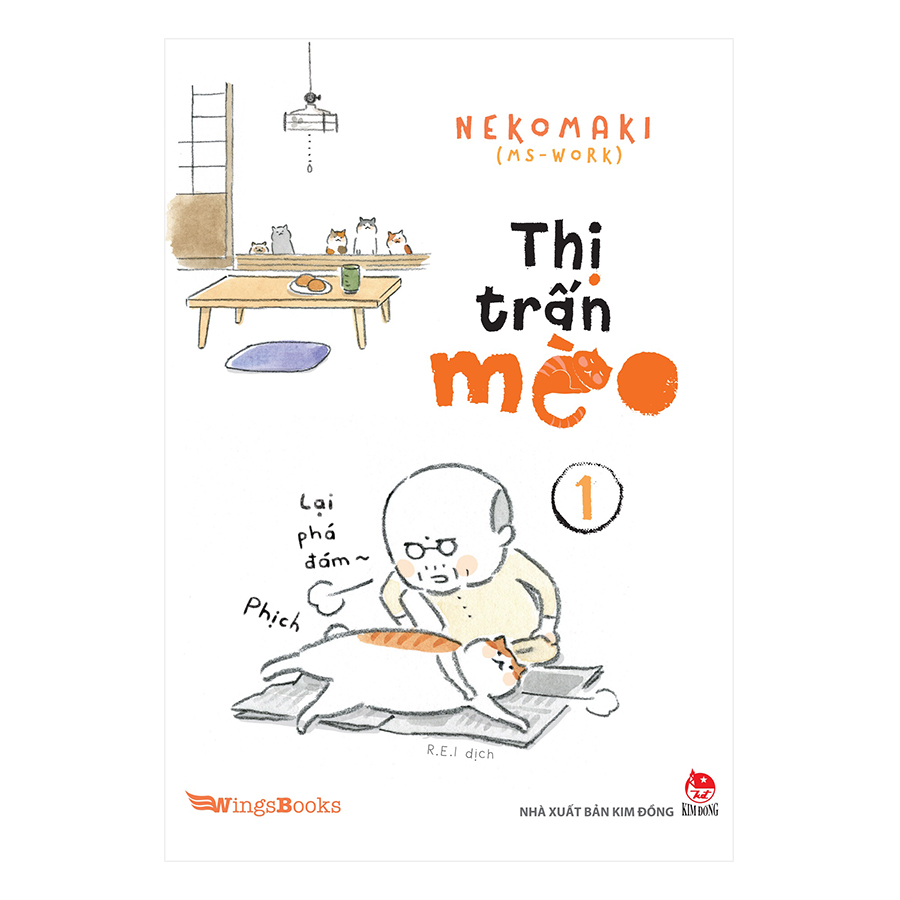 NEKOMAKI
(MS-WORK)
Thị
trấn
mèo
1
Lại
phá
đám~
Phịch
R.E.I dịch
WingsBooks
NHÀ XUẤT BẢN KIM ĐỒNG
KIM ĐỒNG